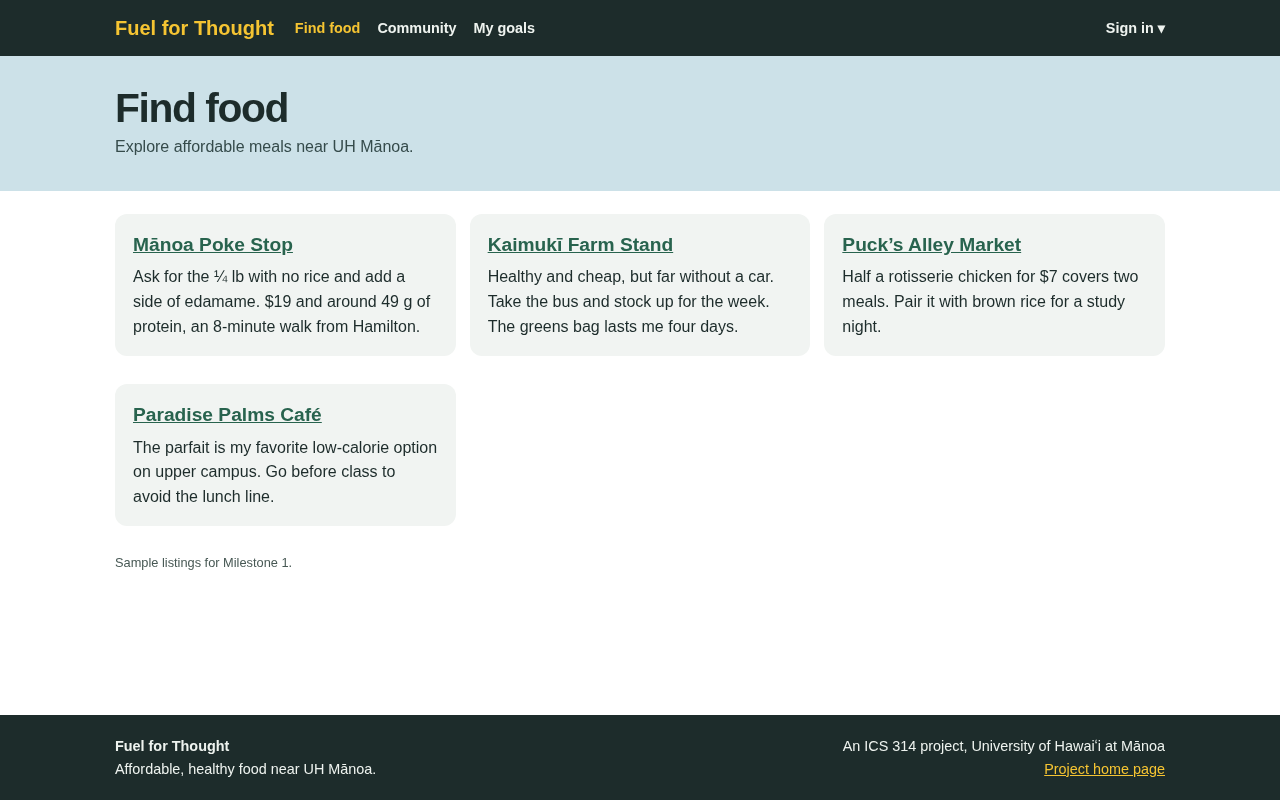 Fuel for Thought Find food Community My goals Sign in ▾
Find food
Explore affordable meals near UH Mānoa.
Mānoa Poke Stop
Ask for the ¼ lb with no rice and add a
side of edamame. $19 and around 49 g of
protein, an 8-minute walk from Hamilton.
Kaimukī Farm Stand
Healthy and cheap, but far without a car.
Take the bus and stock up for the week.
The greens bag lasts me four days.
Puck’s Alley Market
Half a rotisserie chicken for $7 covers two
meals. Pair it with brown rice for a study
night.
Paradise Palms Café
The parfait is my favorite low-calorie option
on upper campus. Go before class to
avoid the lunch line.
Sample listings for Milestone 1.
Fuel for Thought
Affordable, healthy food near UH Mānoa.
An ICS 314 project, University of Hawaiʻi at Mānoa
Project home page